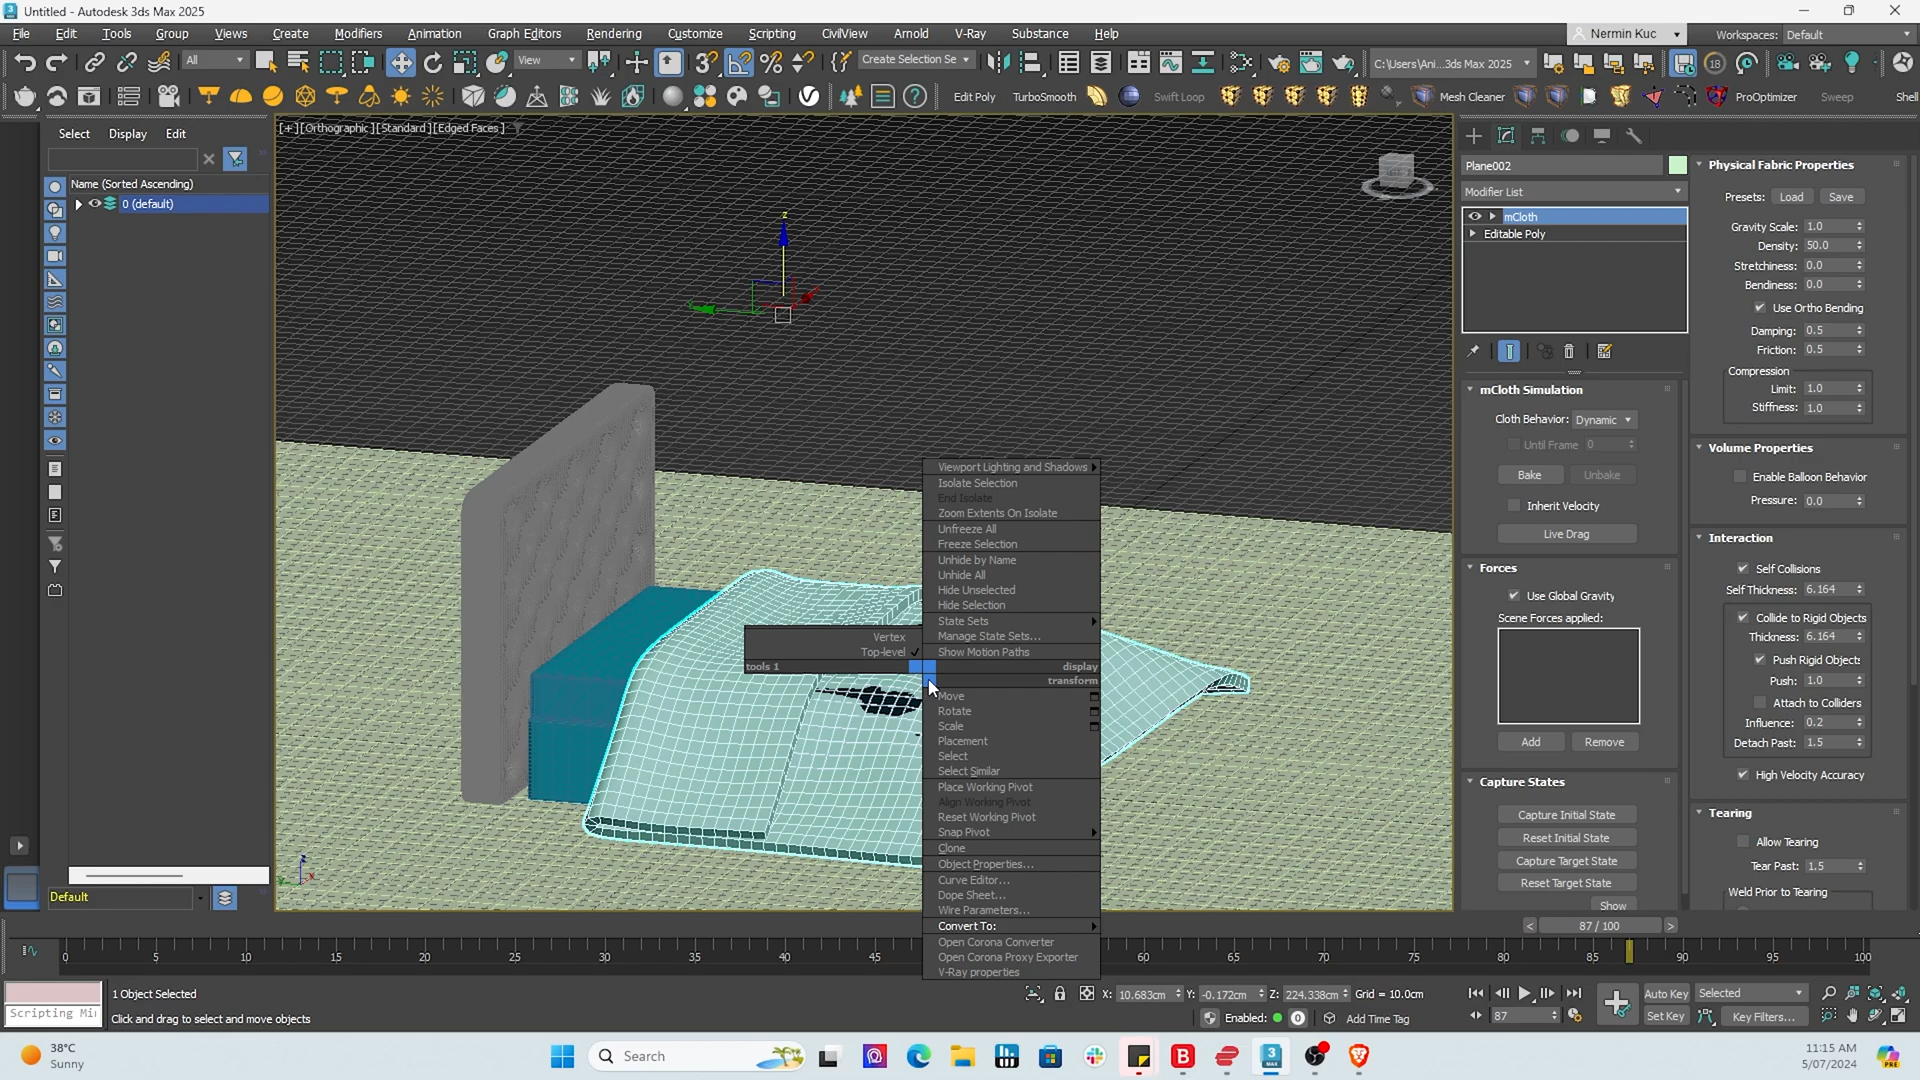 Untitled - Autodesk 3ds Max 2025
File Edit Tools Group Views Create Modifiers Animation Graph Editors Rendering Customize Scripting CivilView Arnold V-Ray Substance Help
Nermin Kuc
Workspaces: Default
All
View
Create Selection Se
C:\Users\Ani...3ds Max 2025
Edit Poly
TurboSmooth
Swift Loop
Mesh Cleaner
ProOptimizer
Sweep
Shell
Select Display Edit
Name (Sorted Ascending)
0 (default)
Default
[+][Orthographic][Standard][Edged Faces]
Viewport Lighting and Shadows
Isolate Selection
End Isolate
Zoom Extents On Isolate
Unfreeze All
Freeze Selection
Unhide by Name
Unhide All
Hide Unselected
Hide Selection
State Sets
Manage State Sets...
Show Motion Paths
Vertex
Top-level
tools 1
display
transform
Move
Rotate
Scale
Placement
Select
Select Similar
Place Working Pivot
Align Working Pivot
Reset Working Pivot
Snap Pivot
Clone
Object Properties...
Curve Editor...
Dope Sheet...
Wire Parameters...
Convert To:
Open Corona Converter
Open Corona Proxy Exporter
V-Ray properties
Plane002
Modifier List
mCloth
Editable Poly
mCloth Simulation
Cloth Behavior: Dynamic
Until Frame 0
Bake
Unbake
Inherit Velocity
Live Drag
Forces
Use Global Gravity
Scene Forces applied:
Add
Remove
Capture States
Capture Initial State
Reset Initial State
Capture Target State
Reset Target State
Show
Physical Fabric Properties
Presets: Load Save
Gravity Scale: 1.0
Density: 50.0
Stretchiness: 0.0
Bendiness: 0.0
Use Ortho Bending
Damping: 0.5
Friction: 0.5
Compression
Limit: 1.0
Stiffness: 1.0
Volume Properties
Enable Balloon Behavior
Pressure: 0.0
Interaction
Self Collisions
Self Thickness: 6.164
Collide to Rigid Objects
Thickness: 6.164
Push Rigid Objects
Push: 1.0
Attach to Colliders
Influence: 0.2
Detach Past: 1.5
High Velocity Accuracy
Tearing
Allow Tearing
Tear Past: 1.5
Weld Prior to Tearing
< 87 / 100 >
0 5 10 15 20 25 30 35 40 45 60 65 70 75 80 85 90 95 100
1 Object Selected
Click and drag to select and move objects
Scripting Mi
X: 10.683cm Y: -0.172cm Z: 224.338cm Grid = 10.0cm
Enabled: 0 Add Time Tag
87
Auto Key Selected
Set Key Key Filters...
38°C
Sunny
Search
11:15 AM
5/07/2024